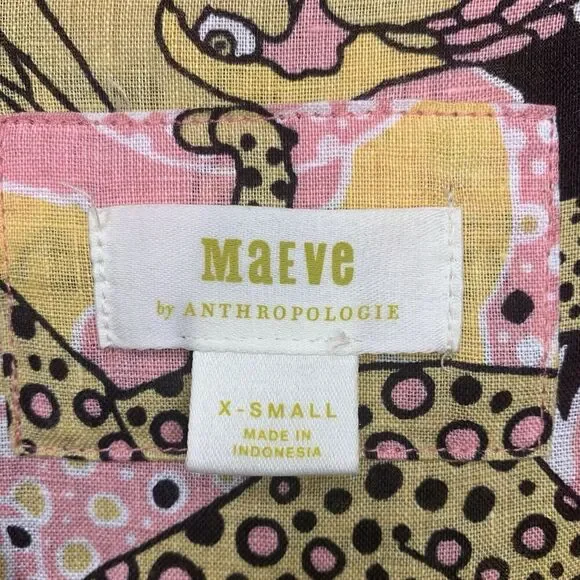 MaEve
by ANTHROPOLOGIE
X-SMALL
MADE IN
INDONESIA